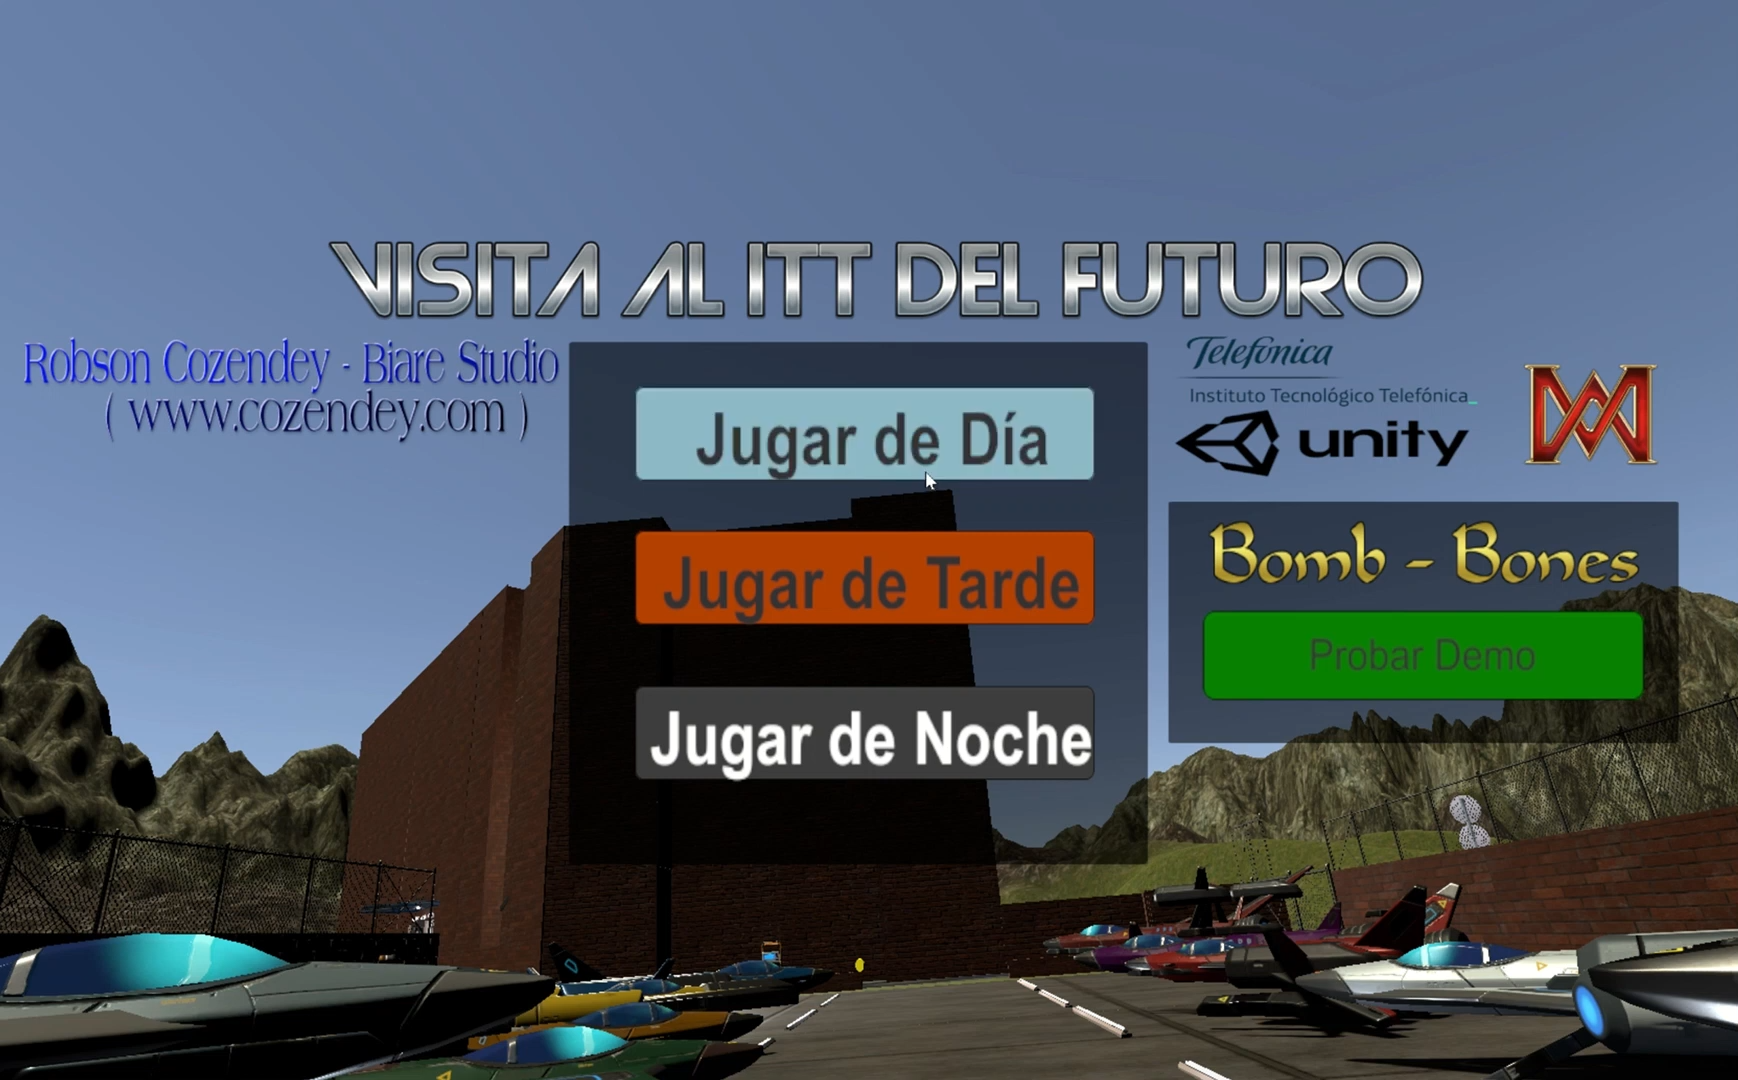 VISITA AL ITT DEL FUTURO
Robson Cozendey - Biare Studio
( www.cozendey.com )
Jugar de Día
Jugar de Tarde
Jugar de Noche
Telefónica
Instituto Tecnológico Telefónica_
unity
Bomb - Bones
Probar Demo